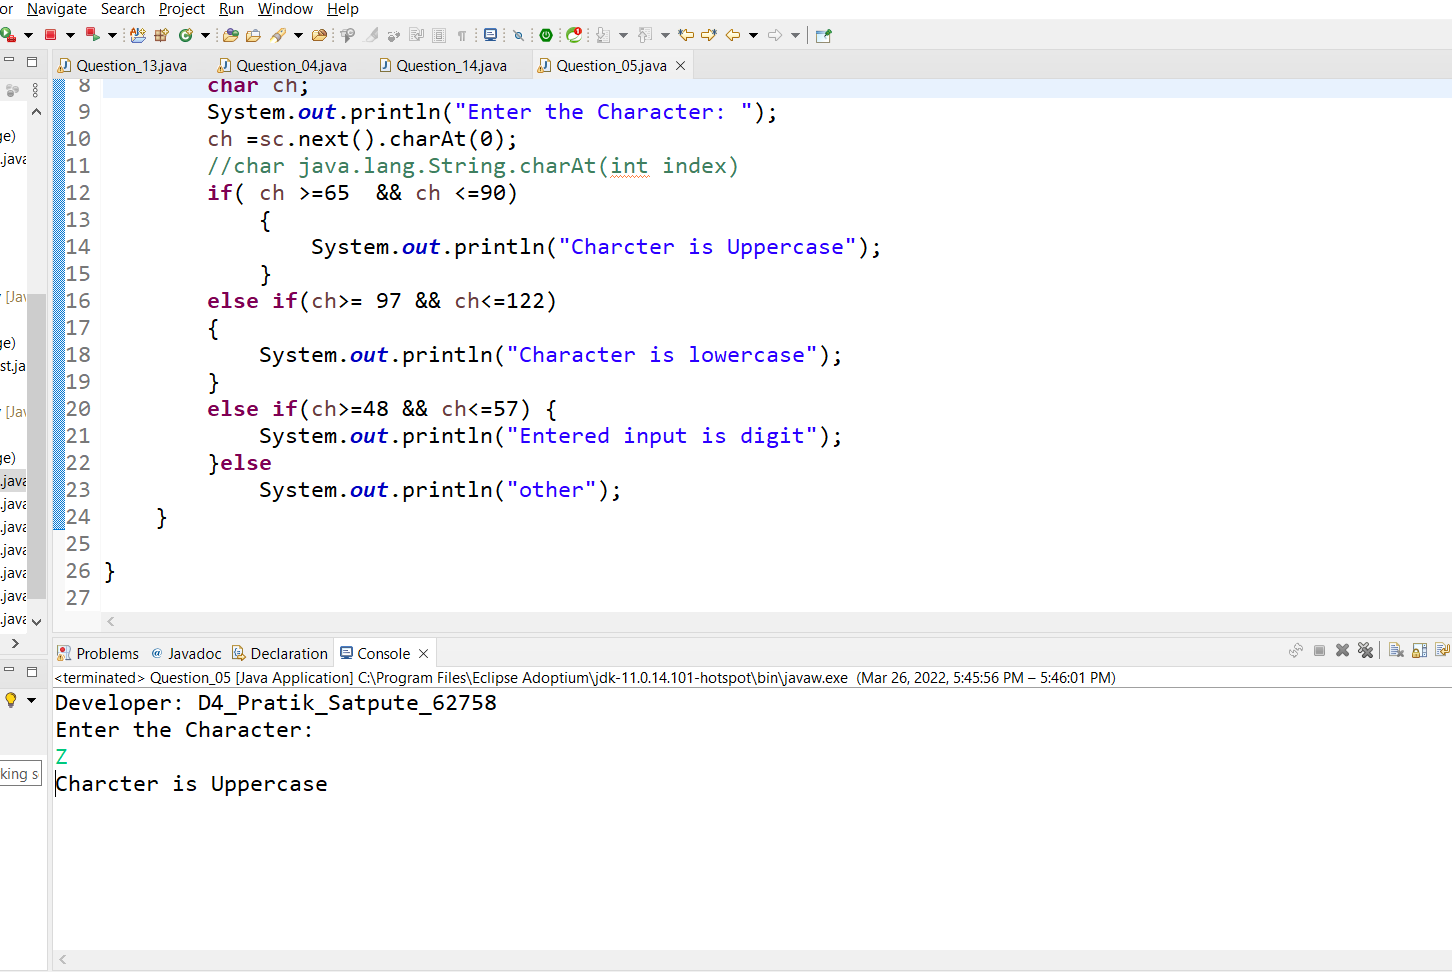 or Navigate Search Project Run Window Help
Question_13.java Question_04.java Question_14.java Question_05.java
8 char ch;
9 System.out.println("Enter the Character: ");
10 ch =sc.next().charAt(0);
11 //char java.lang.String.charAt(int index)
12 if( ch >=65  && ch <=90)
13 {
14 System.out.println("Charcter is Uppercase");
15 }
16 else if(ch>= 97 && ch<=122)
17 {
18 System.out.println("Character is lowercase");
19 }
20 else if(ch>=48 && ch<=57) {
21 System.out.println("Entered input is digit");
22 }else
23 System.out.println("other");
24 }
25
26 }
27
ge)
.java
[Jav
ge)
st.ja
[Jav
ge)
.java
.java
.java
.java
.java
.java
.java
Problems @ Javadoc Declaration Console
<terminated> Question_05 [Java Application] C:\Program Files\Eclipse Adoptium\jdk-11.0.14.101-hotspot\bin\javaw.exe (Mar 26, 2022, 5:45:56 PM – 5:46:01 PM)
Developer: D4_Pratik_Satpute_62758
Enter the Character:
Z
Charcter is Uppercase
king s